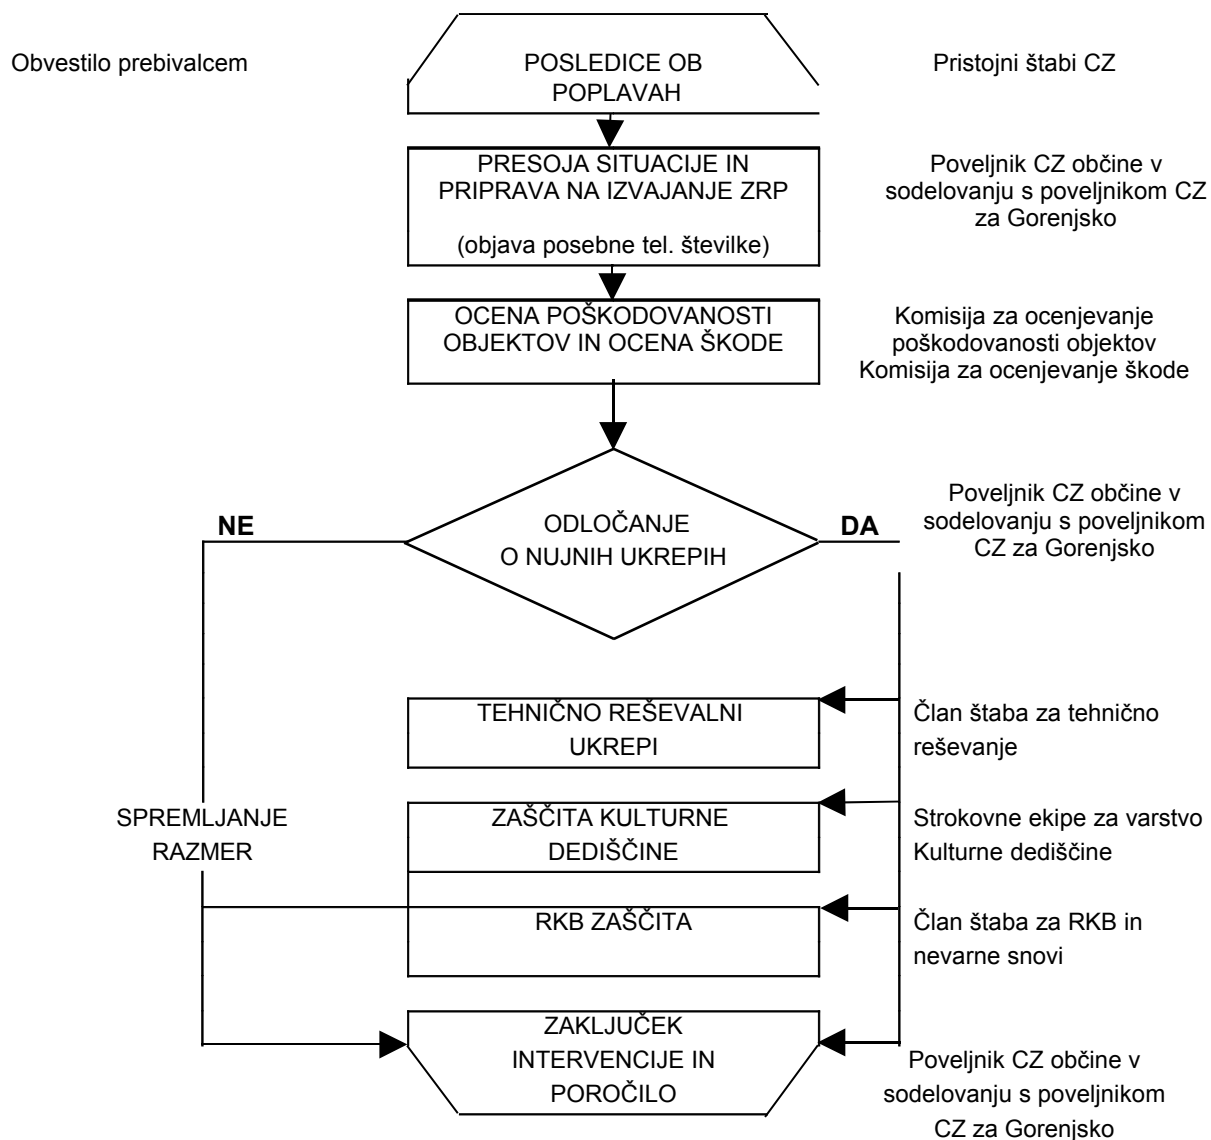 Obvestilo prebivalcem
POSLEDICE OB
POPLAVAH
Pristojni štabi CZ
PRESOJA SITUACIJE IN
PRIPRAVA NA IZVAJANJE ZRP
(objava posebne tel. številke)
Poveljnik CZ občine v
sodelovanju s poveljnikom CZ
za Gorenjsko
OCENA POŠKODOVANOSTI
OBJEKTOV IN OCENA ŠKODE
Komisija za ocenjevanje
poškodovanosti objektov
Komisija za ocenjevanje škode
NE
ODLOČANJE
O NUJNIH UKREPIH
DA
Poveljnik CZ občine v
sodelovanju s poveljnikom
CZ za Gorenjsko
TEHNIČNO REŠEVALNI
UKREPI
Član štaba za tehnično
reševanje
SPREMLJANJE
RAZMER
ZAŠČITA KULTURNE
DEDIŠČINE
Strokovne ekipe za varstvo
Kulturne dediščine
RKB ZAŠČITA
Član štaba za RKB in
nevarne snovi
ZAKLJUČEK
INTERVENCIJE IN
POROČILO
Poveljnik CZ občine v
sodelovanju s poveljnikom
CZ za Gorenjsko